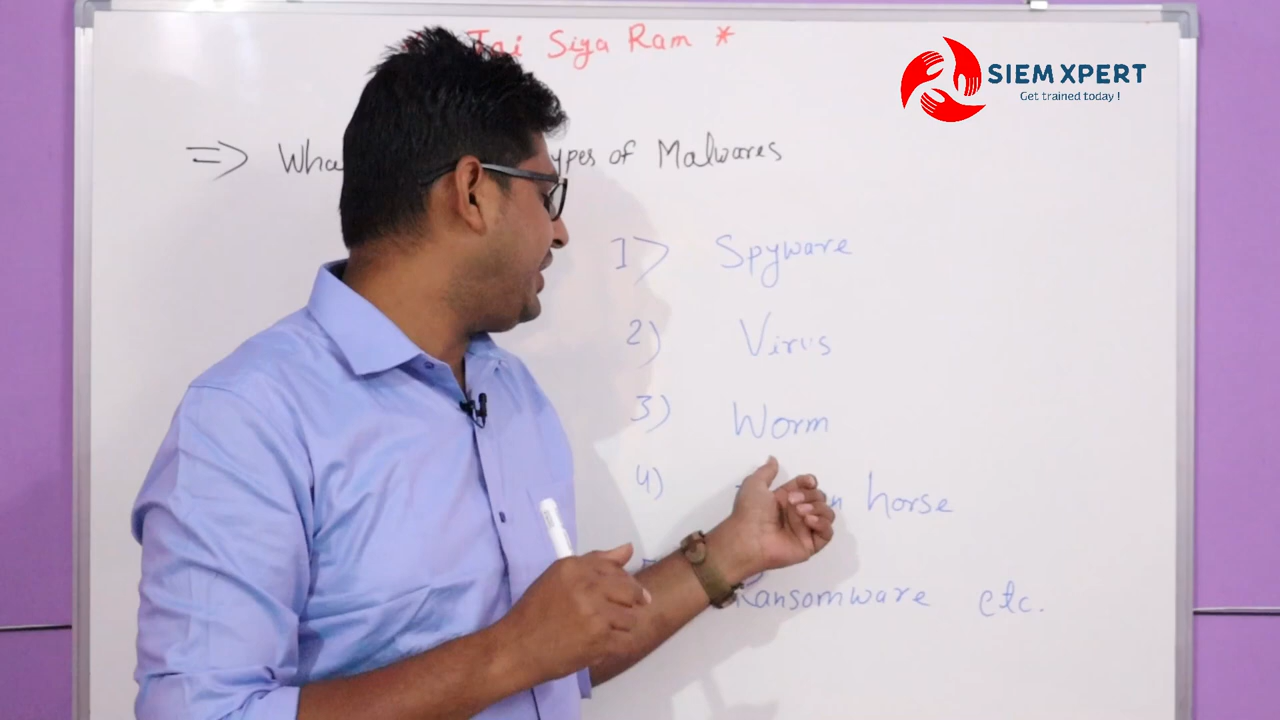 Jai Siya Ram *
SIEM XPERT
Get trained today !
=> What ypes of Malwares
1> Spyware
2) Virus
3) Worm
4) horse
Ransomware etc.